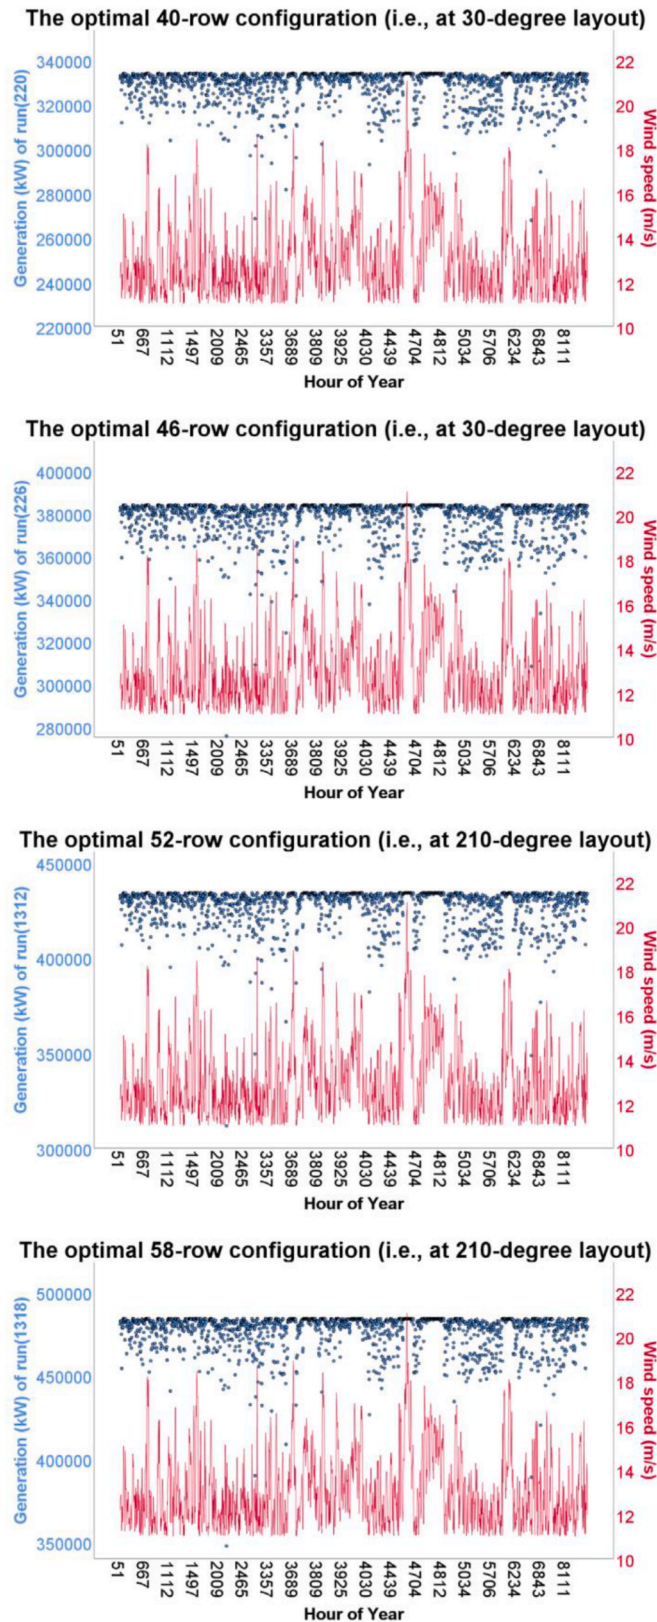 The optimal 40-row configuration (i.e., at 30-degree layout)
Generation (kW) of run(220)
340000
320000
300000
280000
260000
240000
220000
22
20
18
16
14
12
10
Wind speed (m/s)
51 667 1112 1497 2009 2465 3357 3689 3809 3925 4030 4439 4704 4812 5034 5706 6234 6843 8111
Hour of Year
The optimal 46-row configuration (i.e., at 30-degree layout)
Generation (kW) of run(226)
400000
380000
360000
340000
320000
300000
280000
22
20
18
16
14
12
10
Wind speed (m/s)
51 667 1112 1497 2009 2465 3357 3689 3809 3925 4030 4439 4704 4812 5034 5706 6234 6843 8111
Hour of Year
The optimal 52-row configuration (i.e., at 210-degree layout)
Generation (kW) of run(1312)
450000
400000
350000
300000
22
20
18
16
14
12
10
Wind speed (m/s)
51 667 1112 1497 2009 2465 3357 3689 3809 3925 4030 4439 4704 4812 5034 5706 6234 6843 8111
Hour of Year
The optimal 58-row configuration (i.e., at 210-degree layout)
Generation (kW) of run(1318)
500000
450000
400000
350000
22
20
18
16
14
12
10
Wind speed (m/s)
51 667 1112 1497 2009 2465 3357 3689 3809 3925 4030 4439 4704 4812 5034 5706 6234 6843 8111
Hour of Year